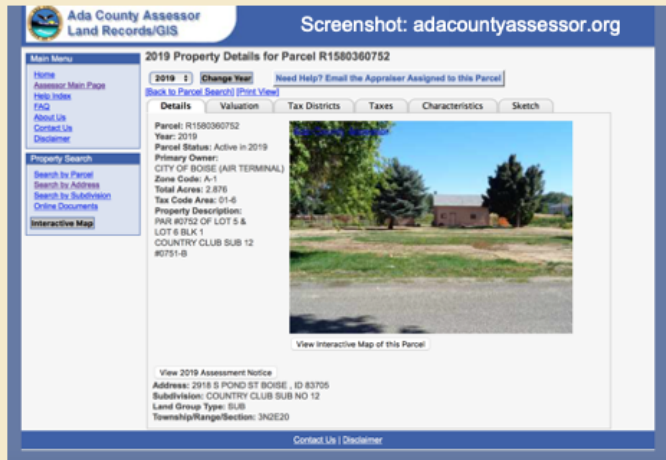 Ada County Assessor
Land Records/GIS
Screenshot: adacountyassessor.org
Main Menu
Home
Assessor Main Page
Help Index
FAQ
About Us
Contact Us
Disclaimer
Property Search
Search by Parcel
Search by Address
Search by Subdivision
Online Documents
Interactive Map
2019 Property Details for Parcel R1580360752
2019
Change Year
Need Help? Email the Appraiser Assigned to this Parcel
[Back to Parcel Search] [Print View]
Details Valuation Tax Districts Taxes Characteristics Sketch
Parcel: R1580360752
Year: 2019
Parcel Status: Active in 2019
Primary Owner:
CITY OF BOISE (AIR TERMINAL)
Zone Code: A-1
Total Acres: 2.876
Tax Code Area: 01-6
Property Description:
PAR #0752 OF LOT 5 &
LOT 6 BLK 1
COUNTRY CLUB SUB 12
#0751-B
Ada County Assessor
View Interactive Map of this Parcel
View 2019 Assessment Notice
Address: 2918 S POND ST BOISE , ID 83705
Subdivision: COUNTRY CLUB SUB NO 12
Land Group Type: SUB
Township/Range/Section: 3N2E20
Contact Us | Disclaimer